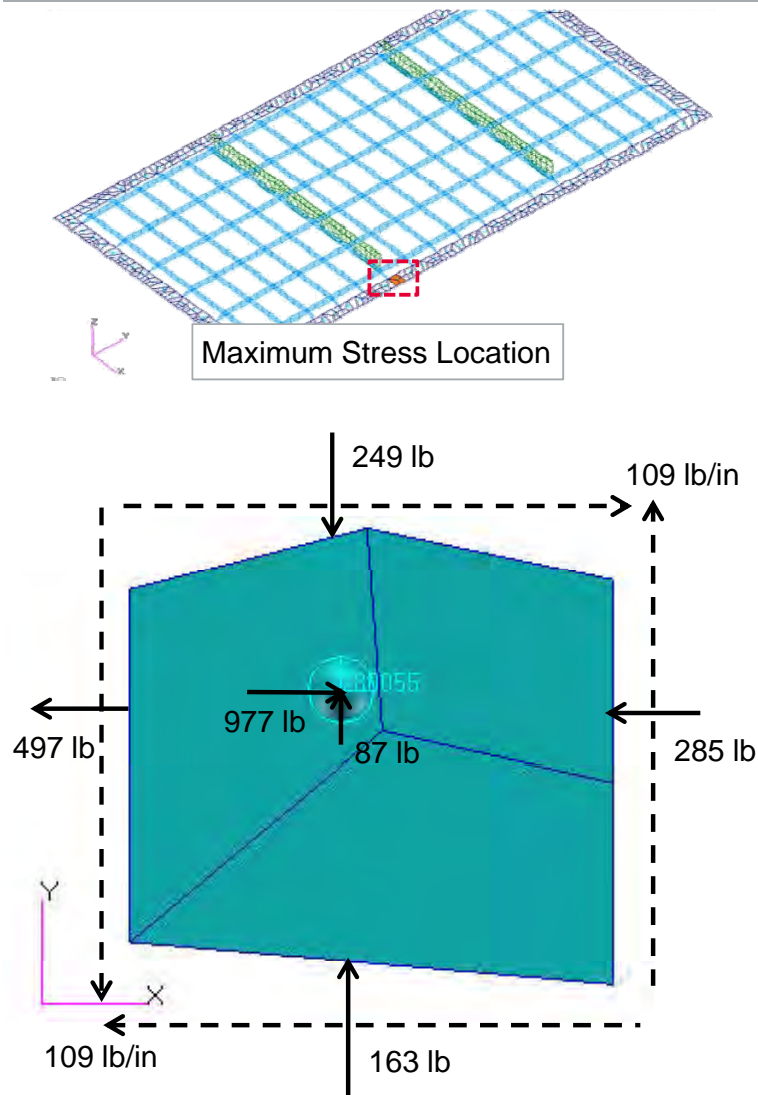 Z
Y
X
Maximum Stress Location
249 lb
109 lb/in
977 lb
87 lb
497 lb
285 lb
Y
X
109 lb/in
163 lb